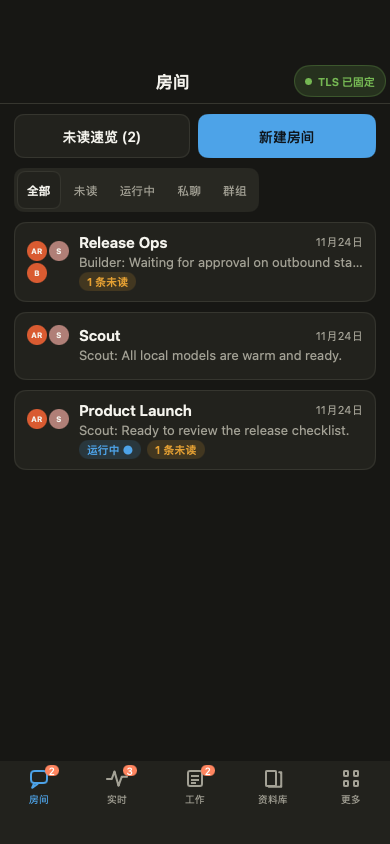 房间
TLS 已固定
未读速览 (2)
新建房间
全部 未读 运行中 私聊 群组
AR S B
Release Ops
11月24日
Builder: Waiting for approval on outbound sta...
1 条未读
AR S
Scout
11月24日
Scout: All local models are warm and ready.
AR S
Product Launch
11月24日
Scout: Ready to review the release checklist.
运行中
1 条未读
2 3 2
房间 实时 工作 资料库 更多